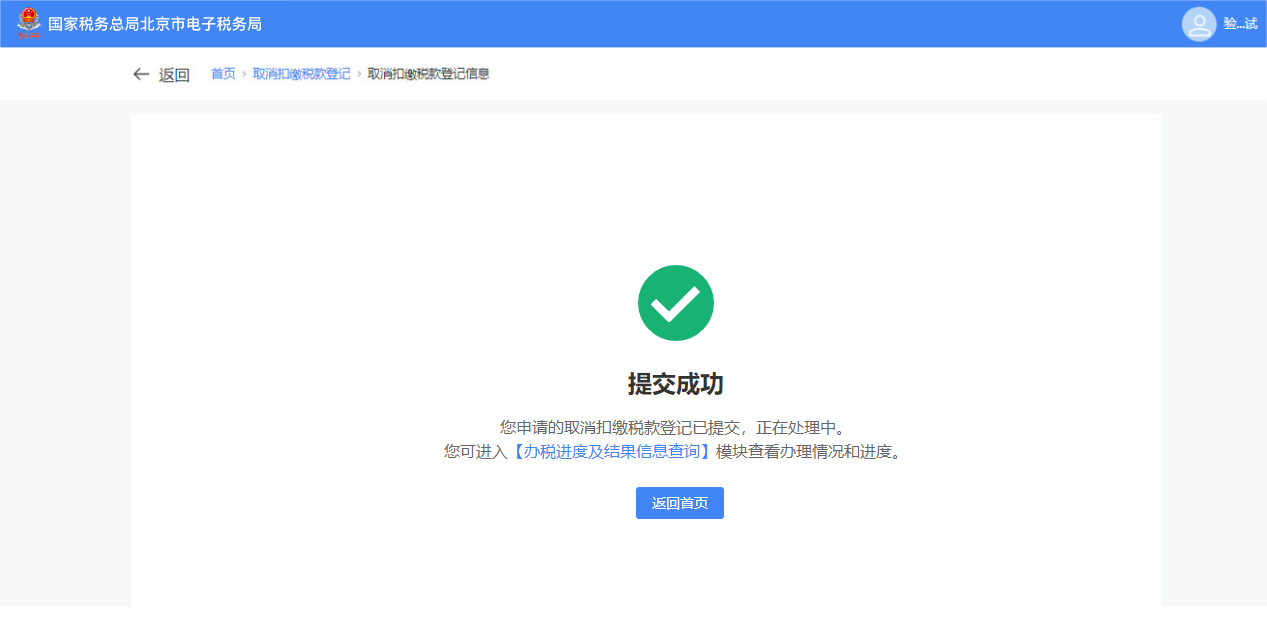 国家税务总局北京市电子税务局
验...试
返回 首页 › 取消扣缴税款登记 › 取消扣缴税款登记信息
提交成功
您申请的取消扣缴税款登记已提交，正在处理中。
您可进入【办税进度及结果信息查询】模块查看办理情况和进度。
返回首页